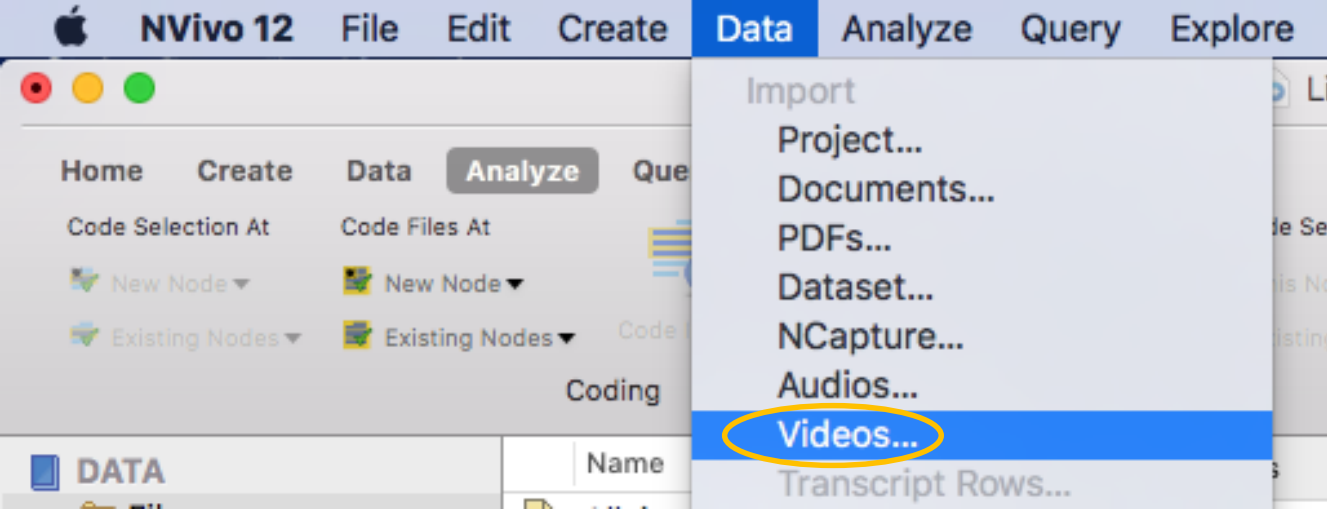 NVivo 12 File Edit Create Data Analyze Query Explore
Import
Project...
Documents...
PDFs...
Dataset...
NCapture...
Audios...
Videos...
Transcript Rows...
Home Create Data Analyze
Code Selection At Code Files At
New Node New Node
Existing Nodes Existing Nodes Code
Coding
DATA
Name